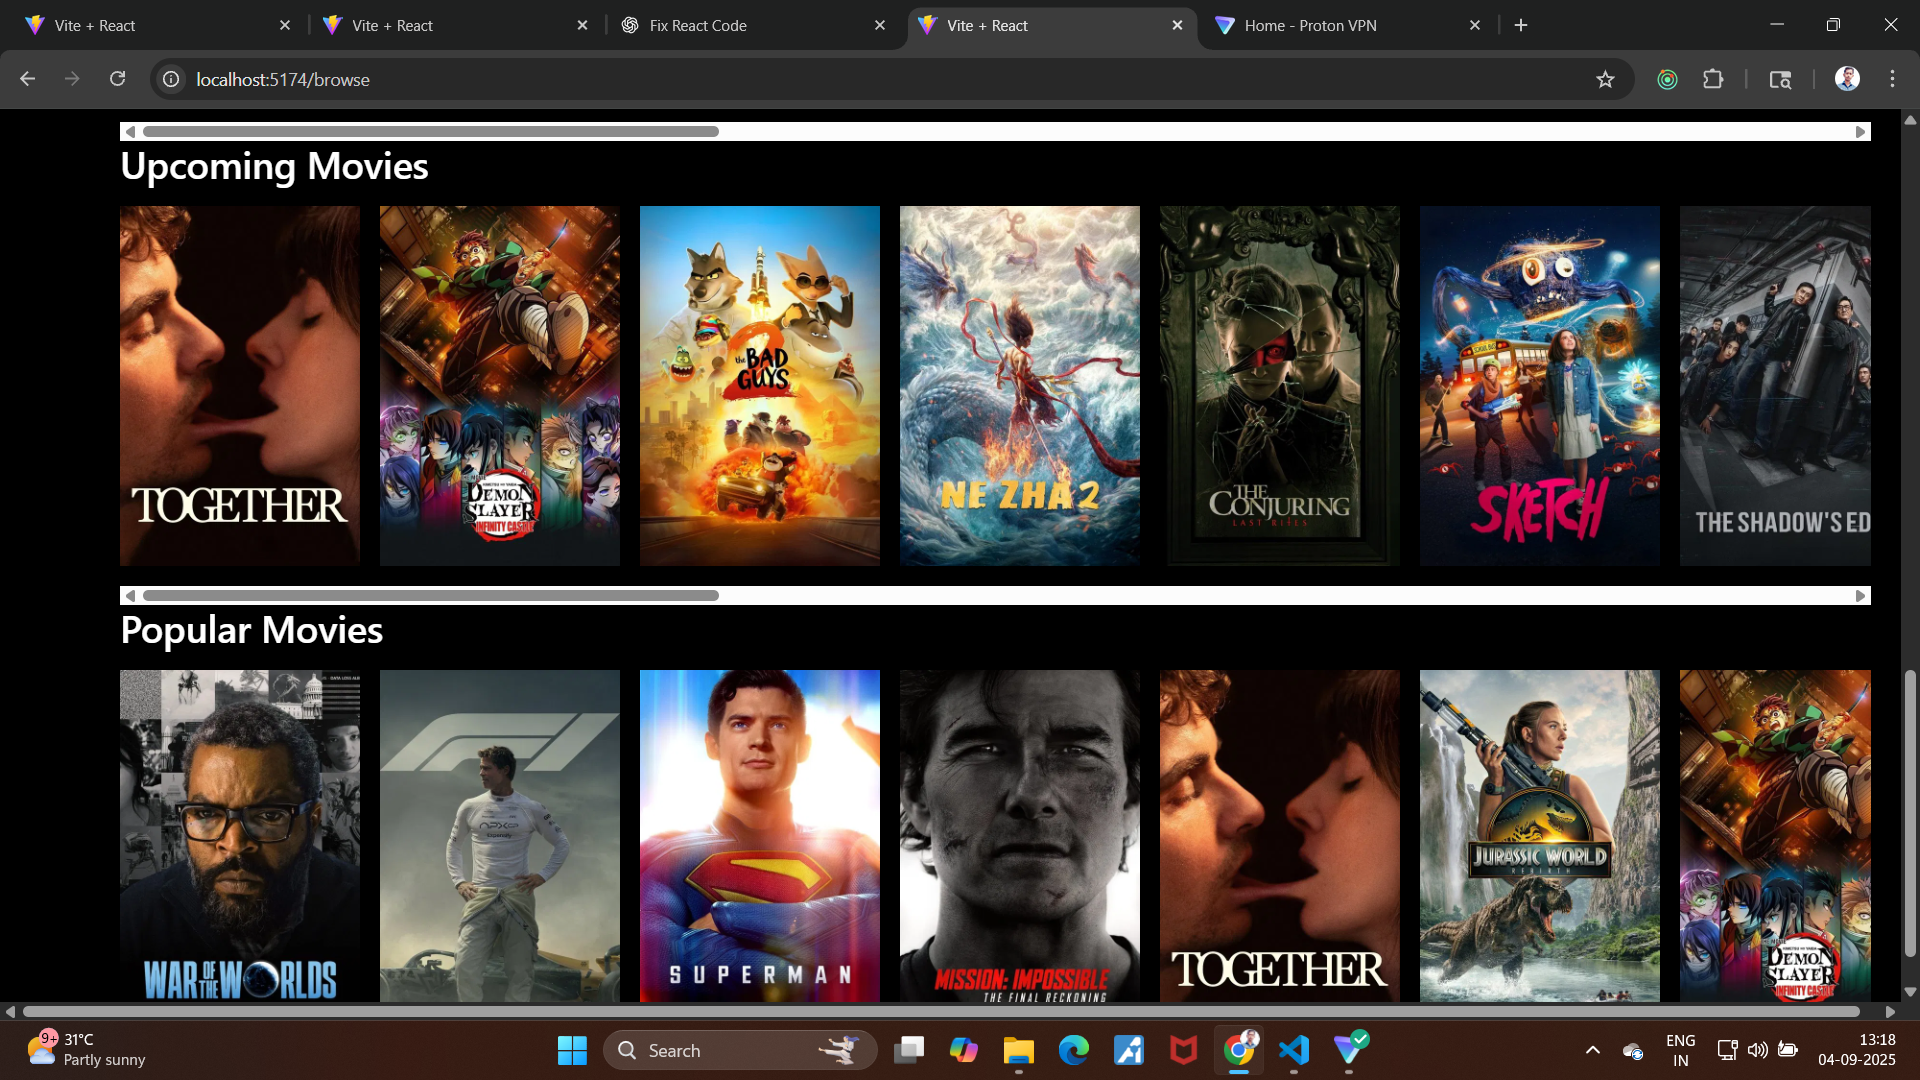 Vite + React
Vite + React
Fix React Code
Vite + React
Home - Proton VPN
localhost:5174/browse
Upcoming Movies
TOGETHER
DEMON
SLAYER
INFINITY CASTLE
the BAD
GUYS
2
NE ZHA 2
THE
CONJURING
LAST RITES
SKETCH
THE SHADOW'S ED
Popular Movies
WAR OF THE WORLDS
SUPERMAN
MISSION: IMPOSSIBLE
THE FINAL RECKONING
TOGETHER
JURASSIC WORLD
REBIRTH
DEMON
SLAYER
INFINITY CASTLE
9+
31°C
Partly sunny
Search
ENG
IN
13:18
04-09-2025